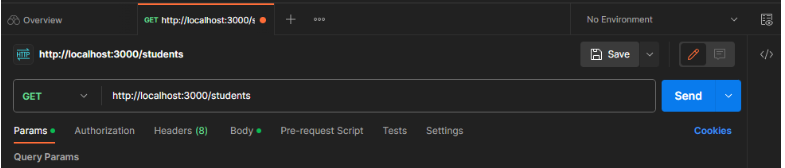 Overview GET http://localhost:3000/s No Environment
HTTP http://localhost:3000/students Save
GET http://localhost:3000/students Send
Params Authorization Headers (8) Body Pre-request Script Tests Settings Cookies
Query Params